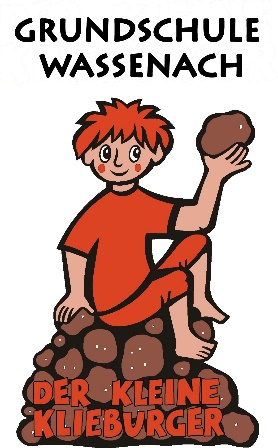 GRUNDSCHULE
WASSENACH
DER KLEINE
KLIEBURGER